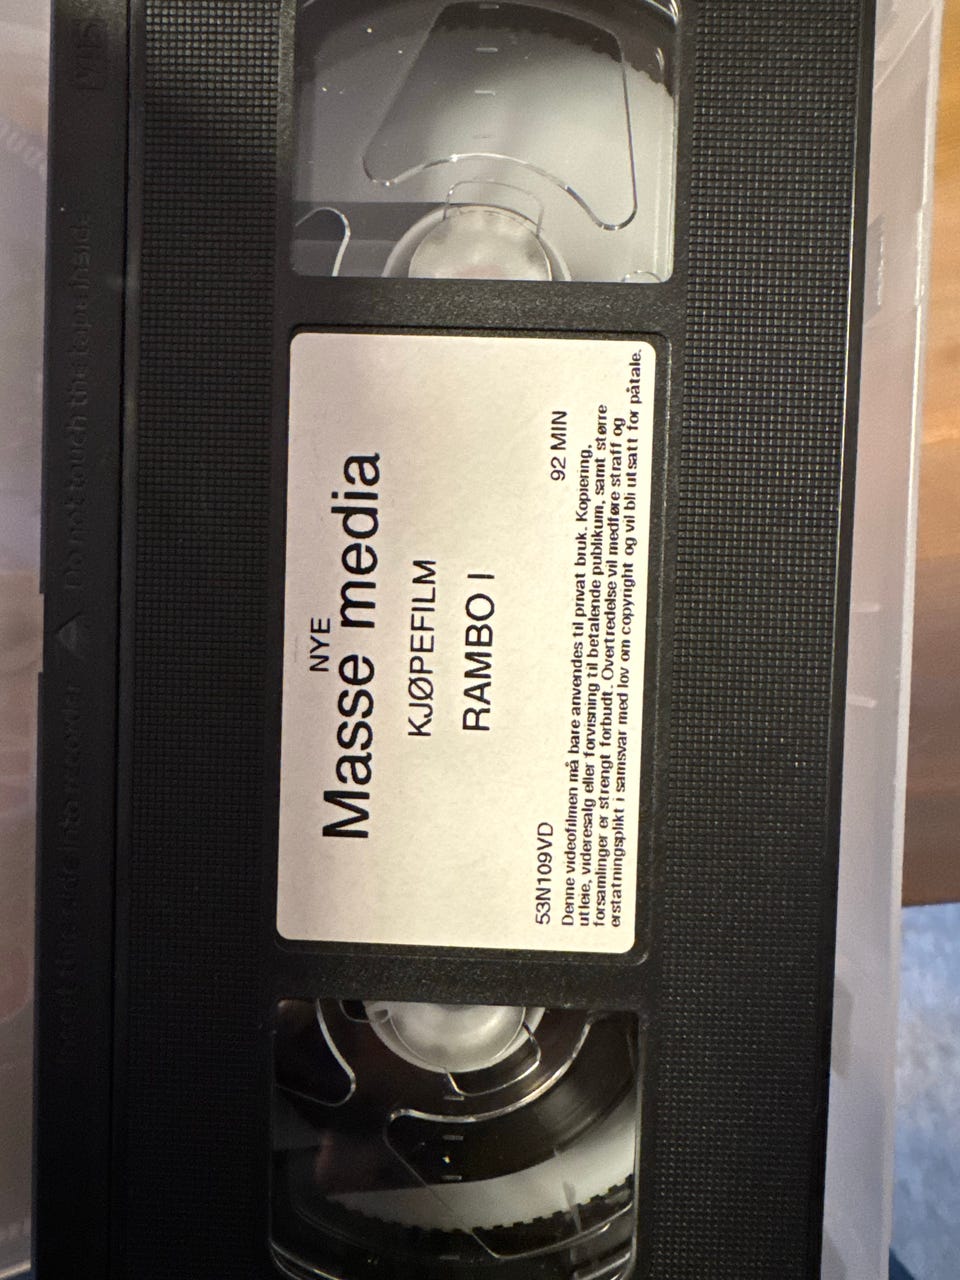 NYE
Masse media
KJØPEFILM
RAMBO I
53N109VD 92 MIN
Denne videofilmen må bare anvendes til privat bruk. Kopiering,
utleie, videresalg eller forvisning til betalende publikum, samt større
forsamlinger er strengt forbudt. Overtredelse vil medføre straff og
erstatningsplikt i samsvar med lov om copyright og vil bli utsatt for påtale.
Do not touch the tape inside
VHS